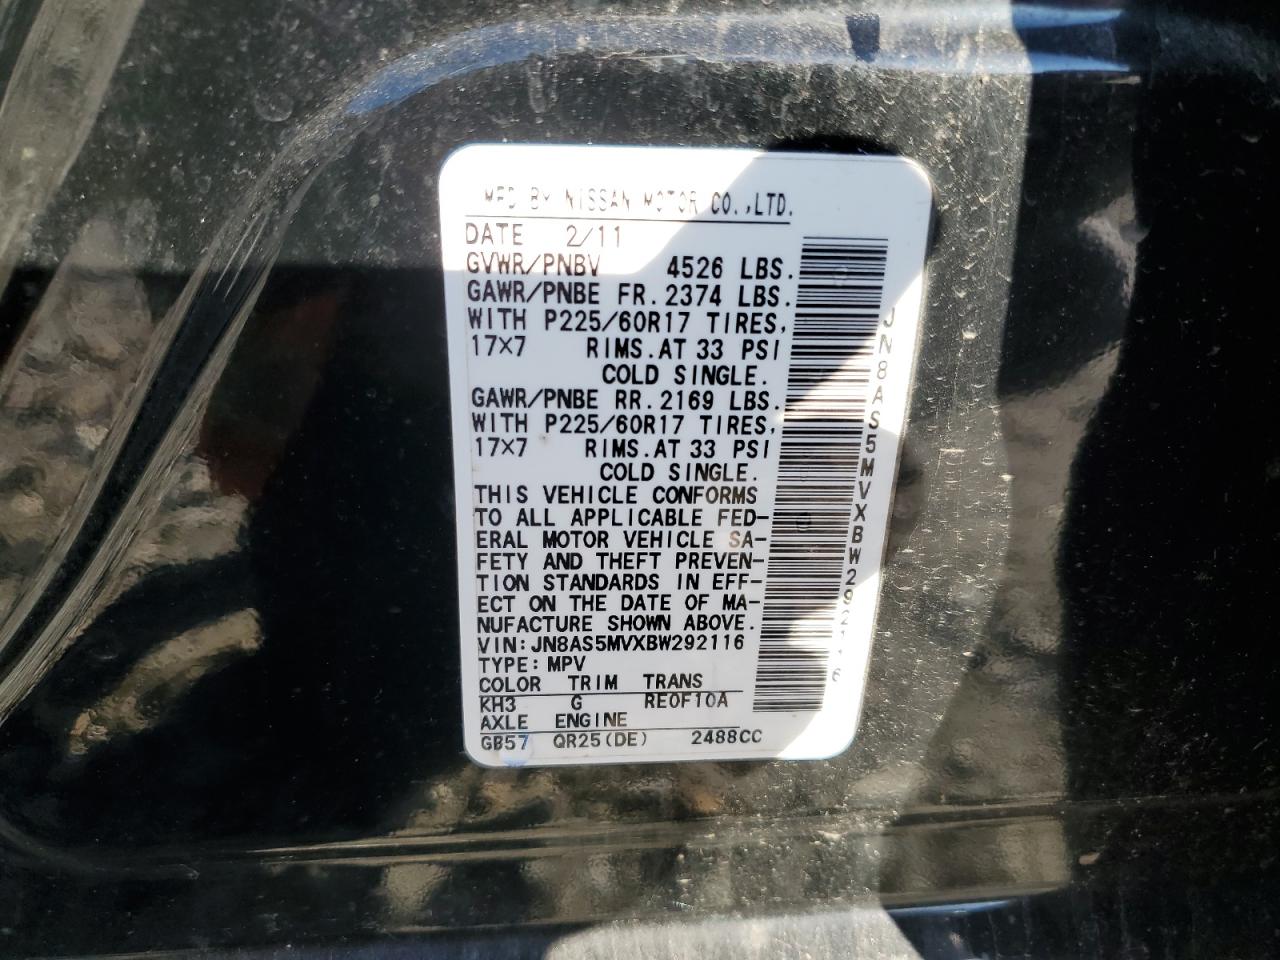 MFD BY NISSAN MOTOR CO.,LTD.
DATE 2/11
GVWR/PNBV 4526 LBS.
GAWR/PNBE FR.2374 LBS.
WITH P225/60R17 TIRES,
17×7 RIMS.AT 33 PSI
COLD SINGLE.
GAWR/PNBE RR.2169 LBS.
WITH P225/60R17 TIRES,
17×7 RIMS.AT 33 PSI
COLD SINGLE.
THIS VEHICLE CONFORMS
TO ALL APPLICABLE FED-
ERAL MOTOR VEHICLE SA-
FETY AND THEFT PREVEN-
TION STANDARDS IN EFF-
ECT ON THE DATE OF MA-
NUFACTURE SHOWN ABOVE.
VIN:JN8AS5MVXBW292116
TYPE:MPV
COLOR TRIM TRANS
KH3 G RE0F10A
AXLE ENGINE
GB57 QR25(DE) 2488CC
JN8AS5MVXBW292116